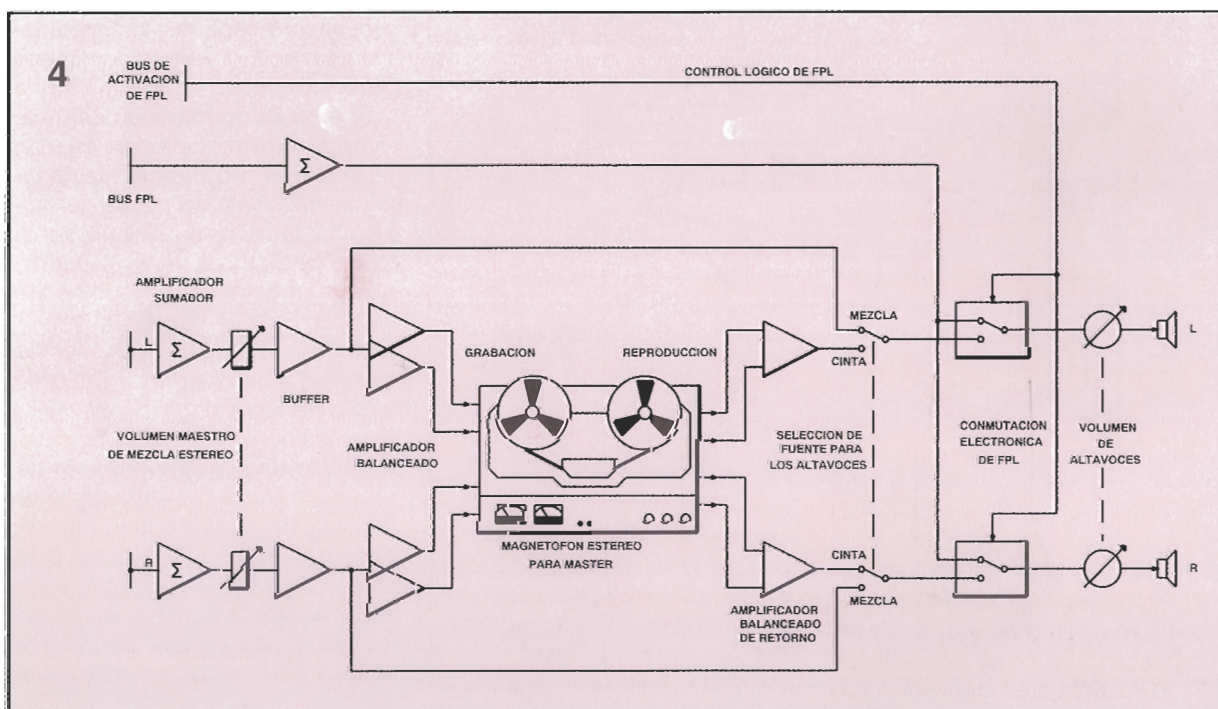 4
BUS DE
ACTIVACION
DE FPL
CONTROL LOGICO DE FPL
Σ
BUS FPL
AMPLIFICADOR
SUMADOR
L
Σ
BUFFER
GRABACION
REPRODUCCION
MEZCLA
CINTA
L
VOLUMEN MAESTRO
DE MEZCLA ESTEREO
AMPLIFICADOR
BALANCEADO
SELECCION DE
FUENTE PARA
LOS ALTAVOCES
CONMUTACION
ELECTRONICA
DE FPL
VOLUMEN
DE
ALTAVOCES
MAGNETOFON ESTEREO
PARA MASTER
R
Σ
CINTA
MEZCLA
R
AMPLIFICADOR
BALANCEADO
DE RETORNO